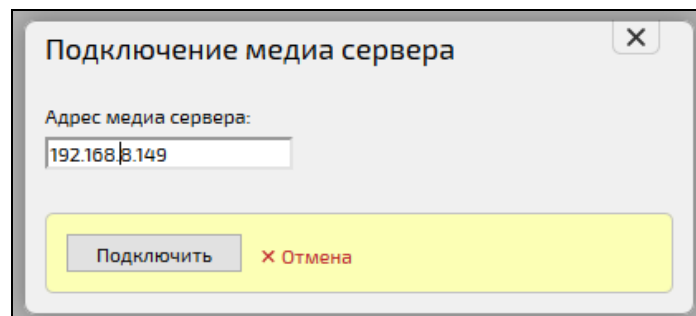 Подключение медиа сервера
Адрес медиа сервера:
192.168.8.149
Подключить
× Отмена